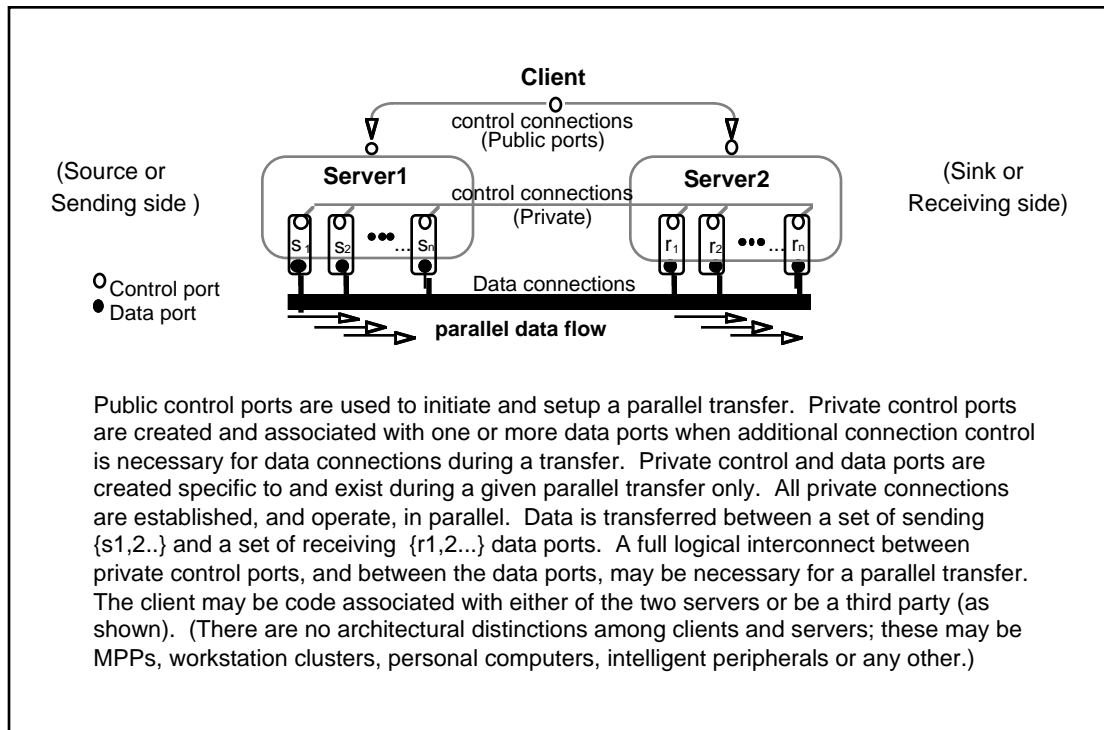 Client
control connections
(Public ports)
(Source or
Sending side )
Server1
control connections
(Private)
Server2
(Sink or
Receiving side)
s 1 s2 ... sn
r1 r2 ... rn
Control port
Data port
Data connections
parallel data flow
Public control ports are used to initiate and setup a parallel transfer. Private control ports
are created and associated with one or more data ports when additional connection control
is necessary for data connections during a transfer. Private control and data ports are
created specific to and exist during a given parallel transfer only. All private connections
are established, and operate, in parallel. Data is transferred between a set of sending
{s1,2..} and a set of receiving {r1,2...} data ports. A full logical interconnect between
private control ports, and between the data ports, may be necessary for a parallel transfer.
The client may be code associated with either of the two servers or be a third party (as
shown). (There are no architectural distinctions among clients and servers; these may be
MPPs, workstation clusters, personal computers, intelligent peripherals or any other.)